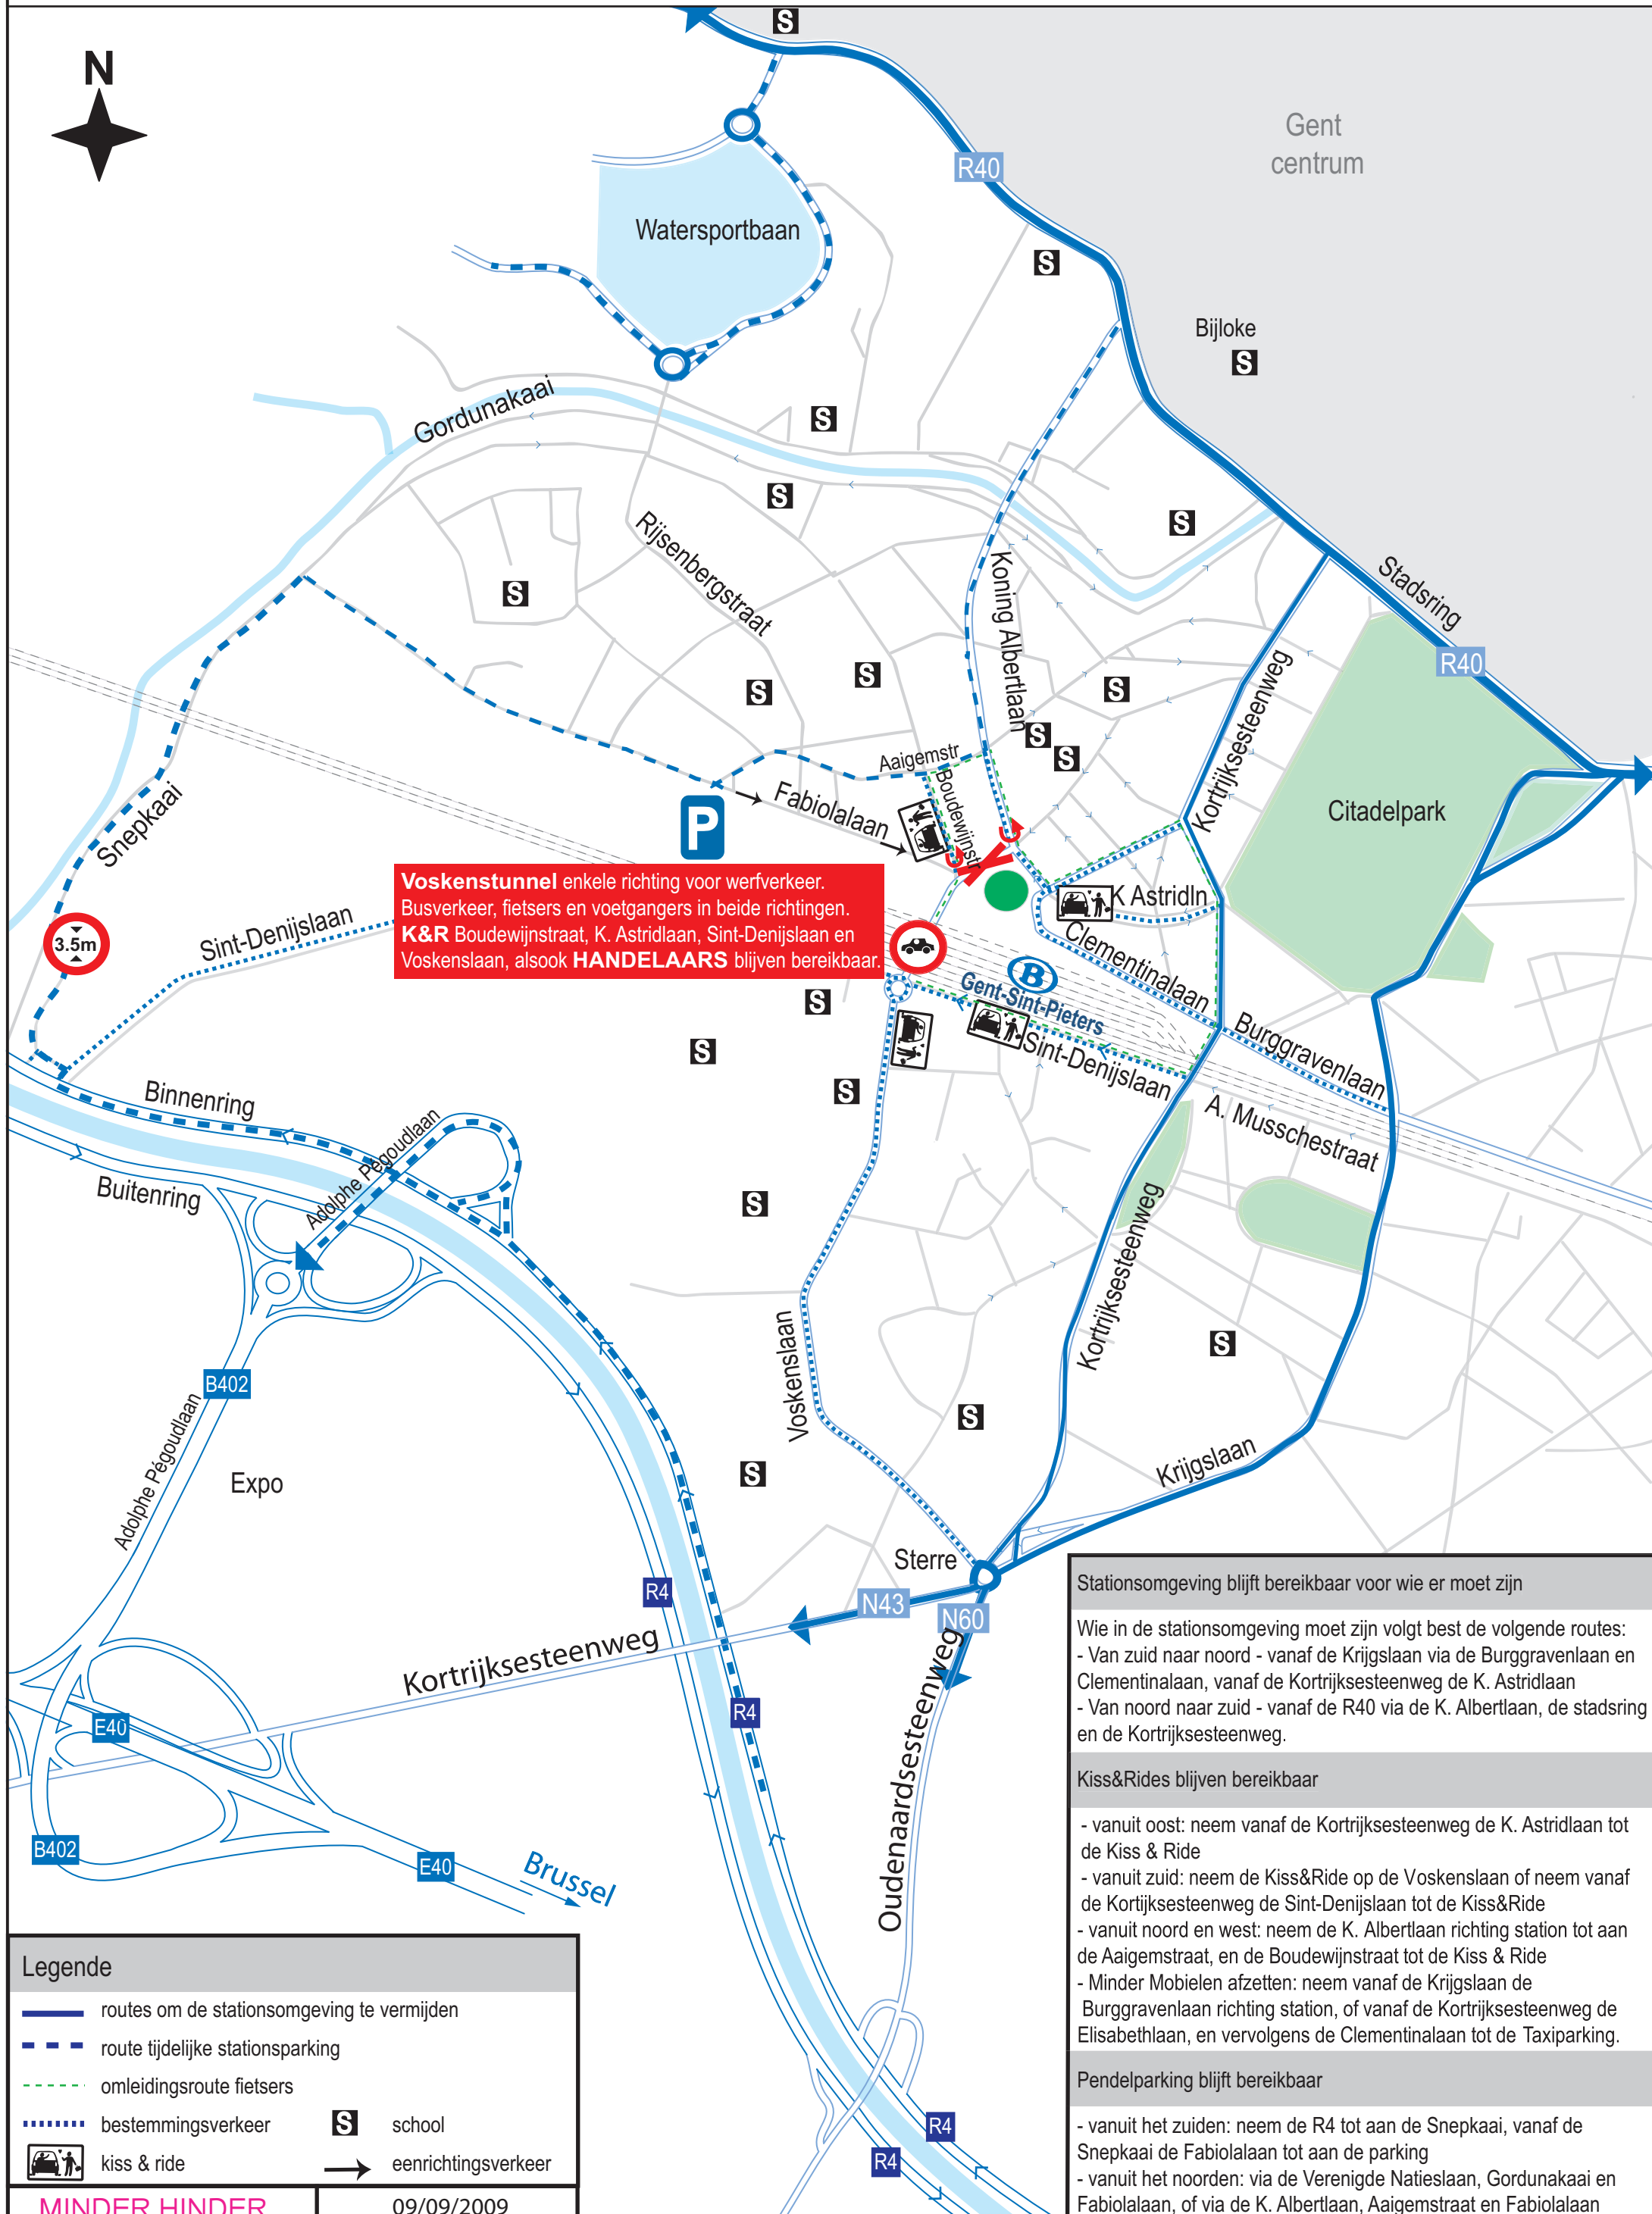 N
S
Gent
centrum
R40
Watersportbaan
S
Bijloke
S
Gordunakaai
S
S
S
Rijsenbergstraat
S
Koning Albertlaan
Stadsring
R40
S
S
S
S
S
Kortrijksesteenweg
Aaigemstr
Boudewijnstr
Fabiolalaan
P
Citadelpark
Snepkaai
Voskenstunnel enkele richting voor werfverkeer.
Busverkeer, fietsers en voetgangers in beide richtingen.
K&R Boudewijnstraat, K. Astridlaan, Sint-Denijslaan en
Voskenslaan, alsook HANDELAARS blijven bereikbaar.
K Astridln
3.5m
Sint-Denijslaan
Clementinalaan
B
Gent-Sint-Pieters
S
S
S
Sint-Denijslaan
Burggravenlaan
A. Musschestraat
Binnenring
Buitenring
Adolphe Pégoudlaan
S
Kortrijksesteenweg
Voskenslaan
S
B402
Adolphe Pégoudlaan
Expo
S
S
Krijgslaan
Sterre
R4
N43
N60
Kortrijksesteenweg
R4
E40
Oudenaardsesteenweg
B402
E40
Brussel
R4
R4
Stationsomgeving blijft bereikbaar voor wie er moet zijn
Wie in de stationsomgeving moet zijn volgt best de volgende routes:
- Van zuid naar noord - vanaf de Krijgslaan via de Burggravenlaan en
Clementinalaan, vanaf de Kortrijksesteenweg de K. Astridlaan
- Van noord naar zuid - vanaf de R40 via de K. Albertlaan, de stadsring
en de Kortrijksesteenweg.
Kiss&Rides blijven bereikbaar
- vanuit oost: neem vanaf de Kortrijksesteenweg de K. Astridlaan tot
de Kiss & Ride
- vanuit zuid: neem de Kiss&Ride op de Voskenslaan of neem vanaf
de Kortijksesteenweg de Sint-Denijslaan tot de Kiss&Ride
- vanuit noord en west: neem de K. Albertlaan richting station tot aan
de Aaigemstraat, en de Boudewijnstraat tot de Kiss & Ride
- Minder Mobielen afzetten: neem vanaf de Krijgslaan de
Burggravenlaan richting station, of vanaf de Kortrijksesteenweg de
Elisabethlaan, en vervolgens de Clementinalaan tot de Taxiparking.
Pendelparking blijft bereikbaar
- vanuit het zuiden: neem de R4 tot aan de Snepkaai, vanaf de
Snepkaai de Fabiolalaan tot aan de parking
- vanuit het noorden: via de Verenigde Natieslaan, Gordunakaai en
Fabiolalaan, of via de K. Albertlaan, Aaigemstraat en Fabiolalaan
Legende
routes om de stationsomgeving te vermijden
route tijdelijke stationsparking
omleidingsroute fietsers
bestemmingsverkeer
S school
kiss & ride
eenrichtingsverkeer
MINDER HINDER
09/09/2009